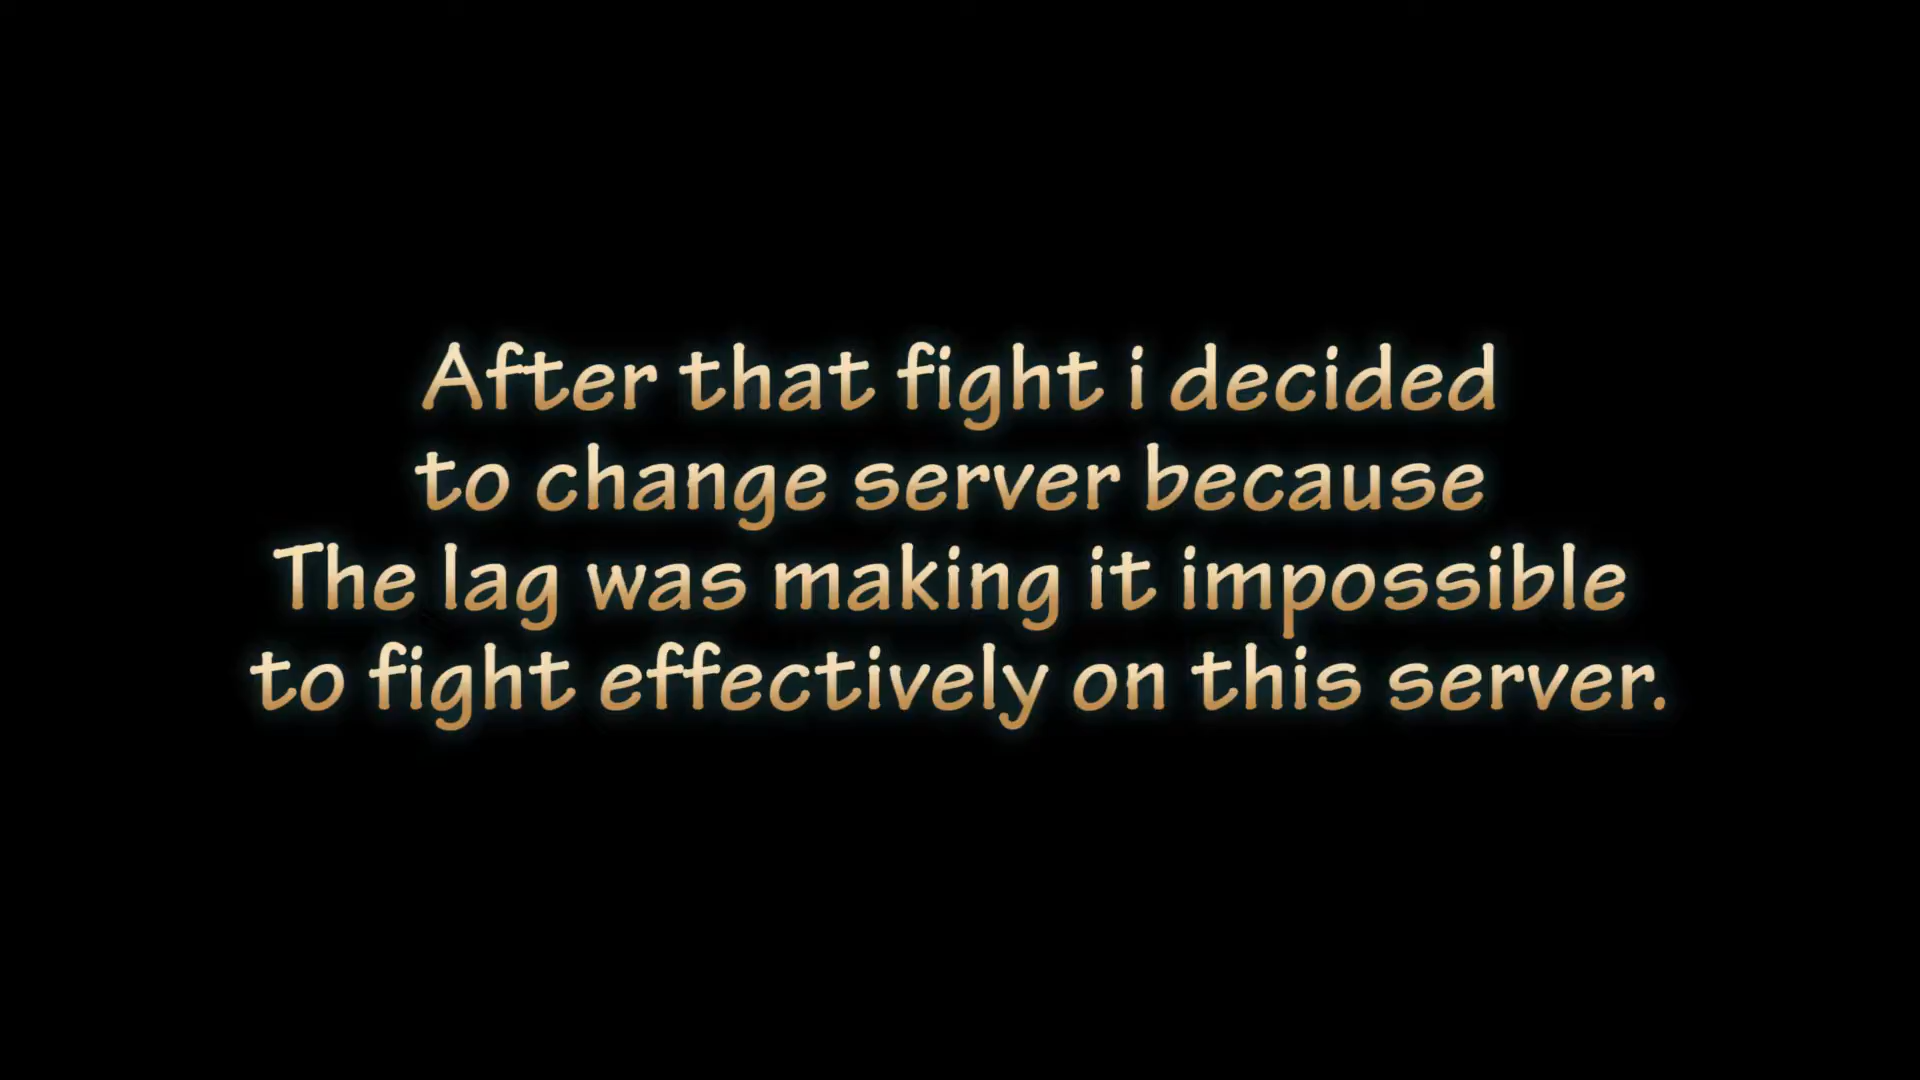 After that fight i decided
to change server because
The lag was making it impossible
to fight effectively on this server.